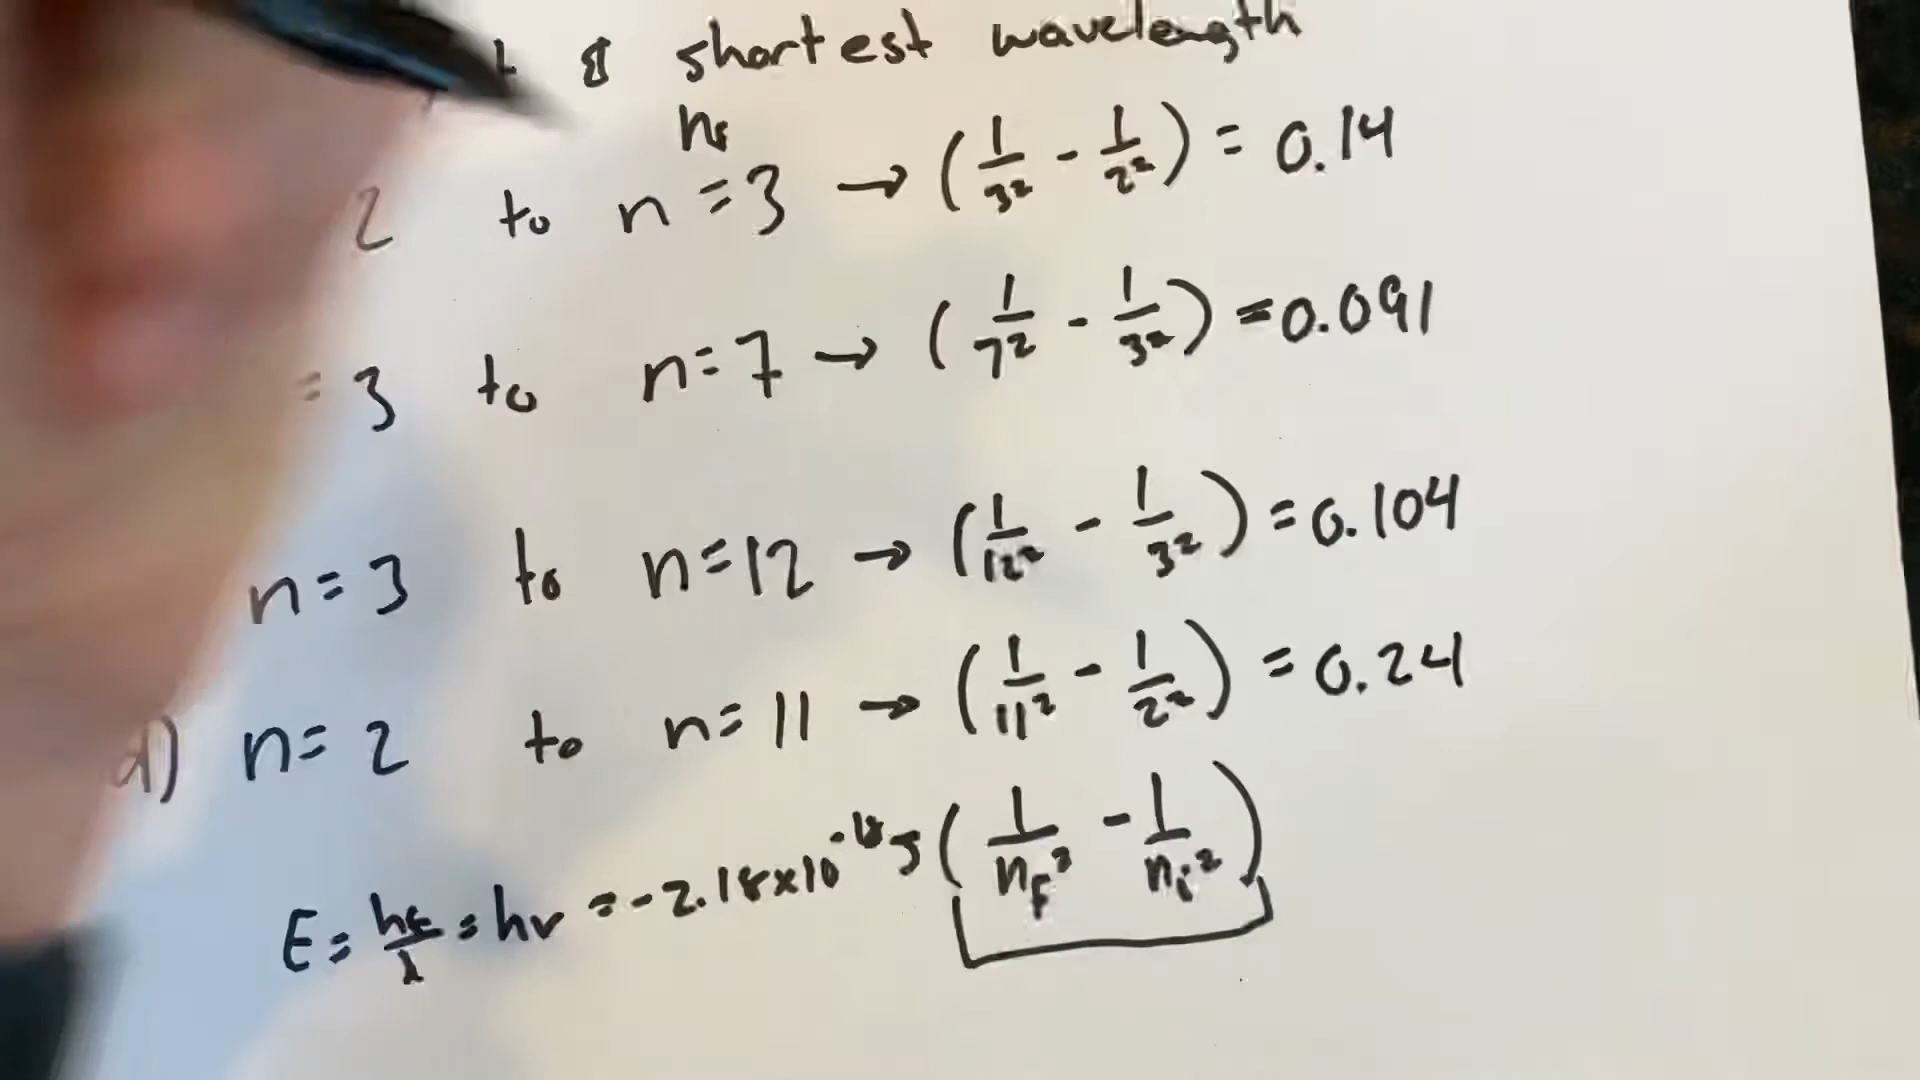 & shortest wavelength
nf
2 to n = 3 → (1/3² - 1/2²) = 0.14
= 3 to n = 7 → (1/7² - 1/3²) = 0.091
n = 3 to n = 12 → (1/12² - 1/3²) = 0.104
d) n = 2 to n = 11 → (1/11² - 1/2²) = 0.24
E = hc/λ = hν = -2.18x10⁻¹⁸J (1/nf² - 1/ni²)